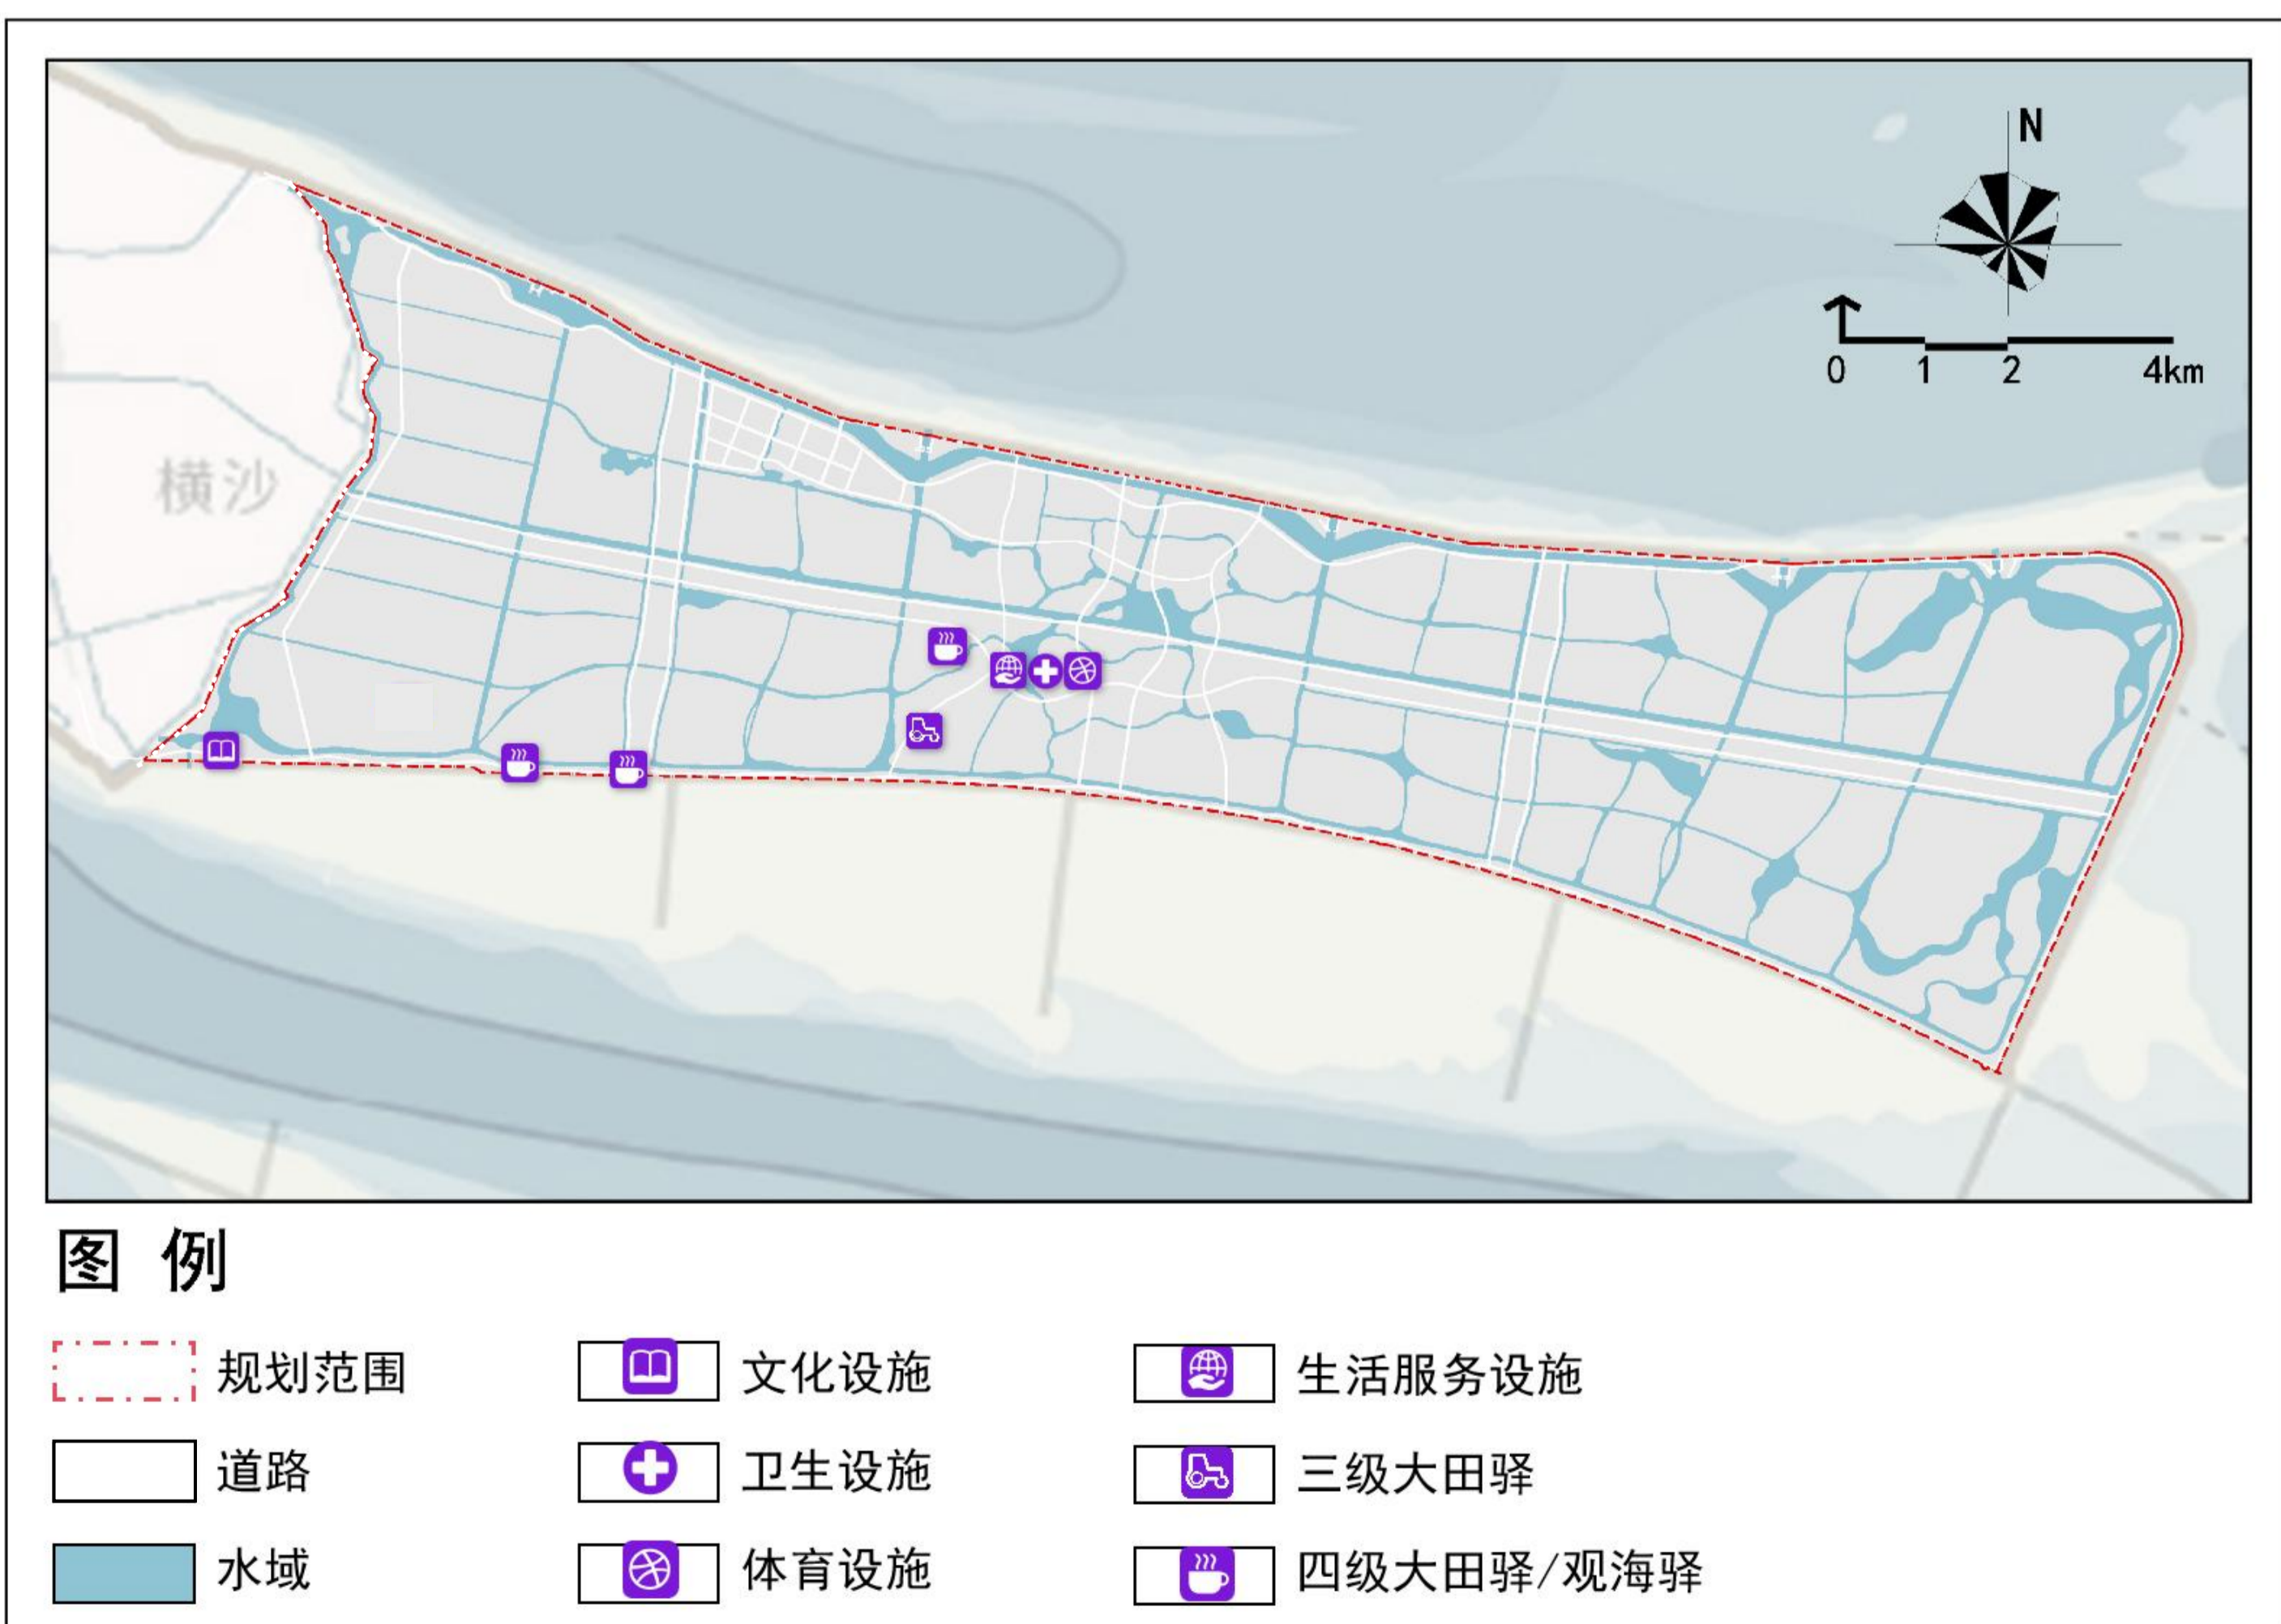 N
0 1 2 4km
横沙
图 例
规划范围
文化设施
生活服务设施
道路
卫生设施
三级大田驿
水域
体育设施
四级大田驿/观海驿